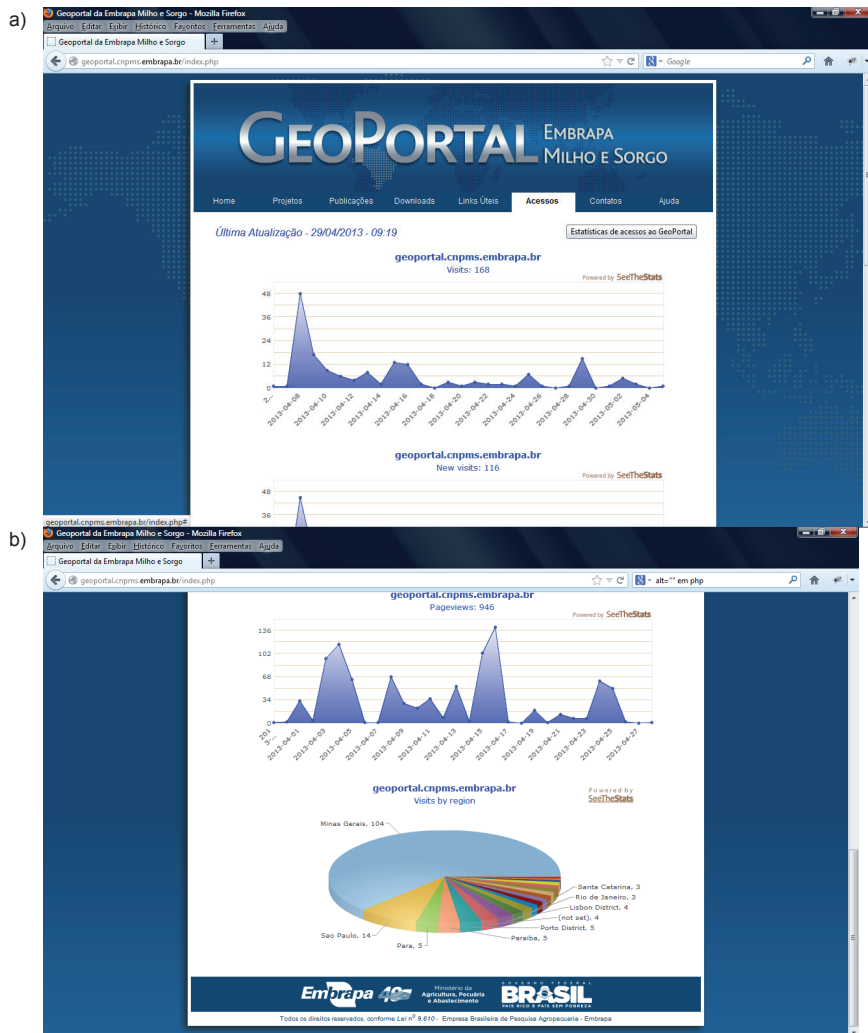 a)
Geoportal da Embrapa Milho e Sorgo - Mozilla Firefox
Arquivo Editar Exibir Histórico Favoritos Ferramentas Ajuda
Geoportal da Embrapa Milho e Sorgo +
geoportal.cnpms.embrapa.br/index.php Google
GEOPORTAL EMBRAPA
MILHO E SORGO
Home Projetos Publicações Downloads Links Úteis Acessos Contatos Ajuda
Última Atualização - 29/04/2013 - 09:19 Estatísticas de acessos ao GeoPortal
geoportal.cnpms.embrapa.br
Visits: 168
Powered by SeeTheStats
48
36
24
12
0
2... 2013-04-08 2013-04-10 2013-04-12 2013-04-14 2013-04-16 2013-04-18 2013-04-20 2013-04-22 2013-04-24 2013-04-26 2013-04-28 2013-04-30 2013-05-02 2013-05-04
geoportal.cnpms.embrapa.br
New visits: 116
Powered by SeeTheStats
48
36
geoportal.cnpms.embrapa.br/index.php#
b)
Geoportal da Embrapa Milho e Sorgo - Mozilla Firefox
Arquivo Editar Exibir Histórico Favoritos Ferramentas Ajuda
Geoportal da Embrapa Milho e Sorgo +
geoportal.cnpms.embrapa.br/index.php alt="" em php
geoportal.cnpms.embrapa.br
Pageviews: 946
Powered by SeeTheStats
136
102
68
34
0
201
3-... 2013-04-01 2013-04-03 2013-04-05 2013-04-07 2013-04-09 2013-04-11 2013-04-13 2013-04-15 2013-04-17 2013-04-19 2013-04-21 2013-04-23 2013-04-25 2013-04-27
geoportal.cnpms.embrapa.br
Visits by region
Powered by
SeeTheStats
Minas Gerais, 104
Santa Catarina, 3
Rio de Janeiro, 3
Lisbon District, 4
(not set), 4
Porto District, 5
Paraiba, 5
Sao Paulo, 14
Para, 5
Embrapa 40 anos
Ministério da
Agricultura, Pecuária
e Abastecimento
GOVERNO FEDERAL
BRASIL
PAÍS RICO É PAÍS SEM POBREZA
Todos os direitos reservados, conforme Lei nº 9.610 - Empresa Brasileira de Pesquisa Agropecuaria - Embrapa